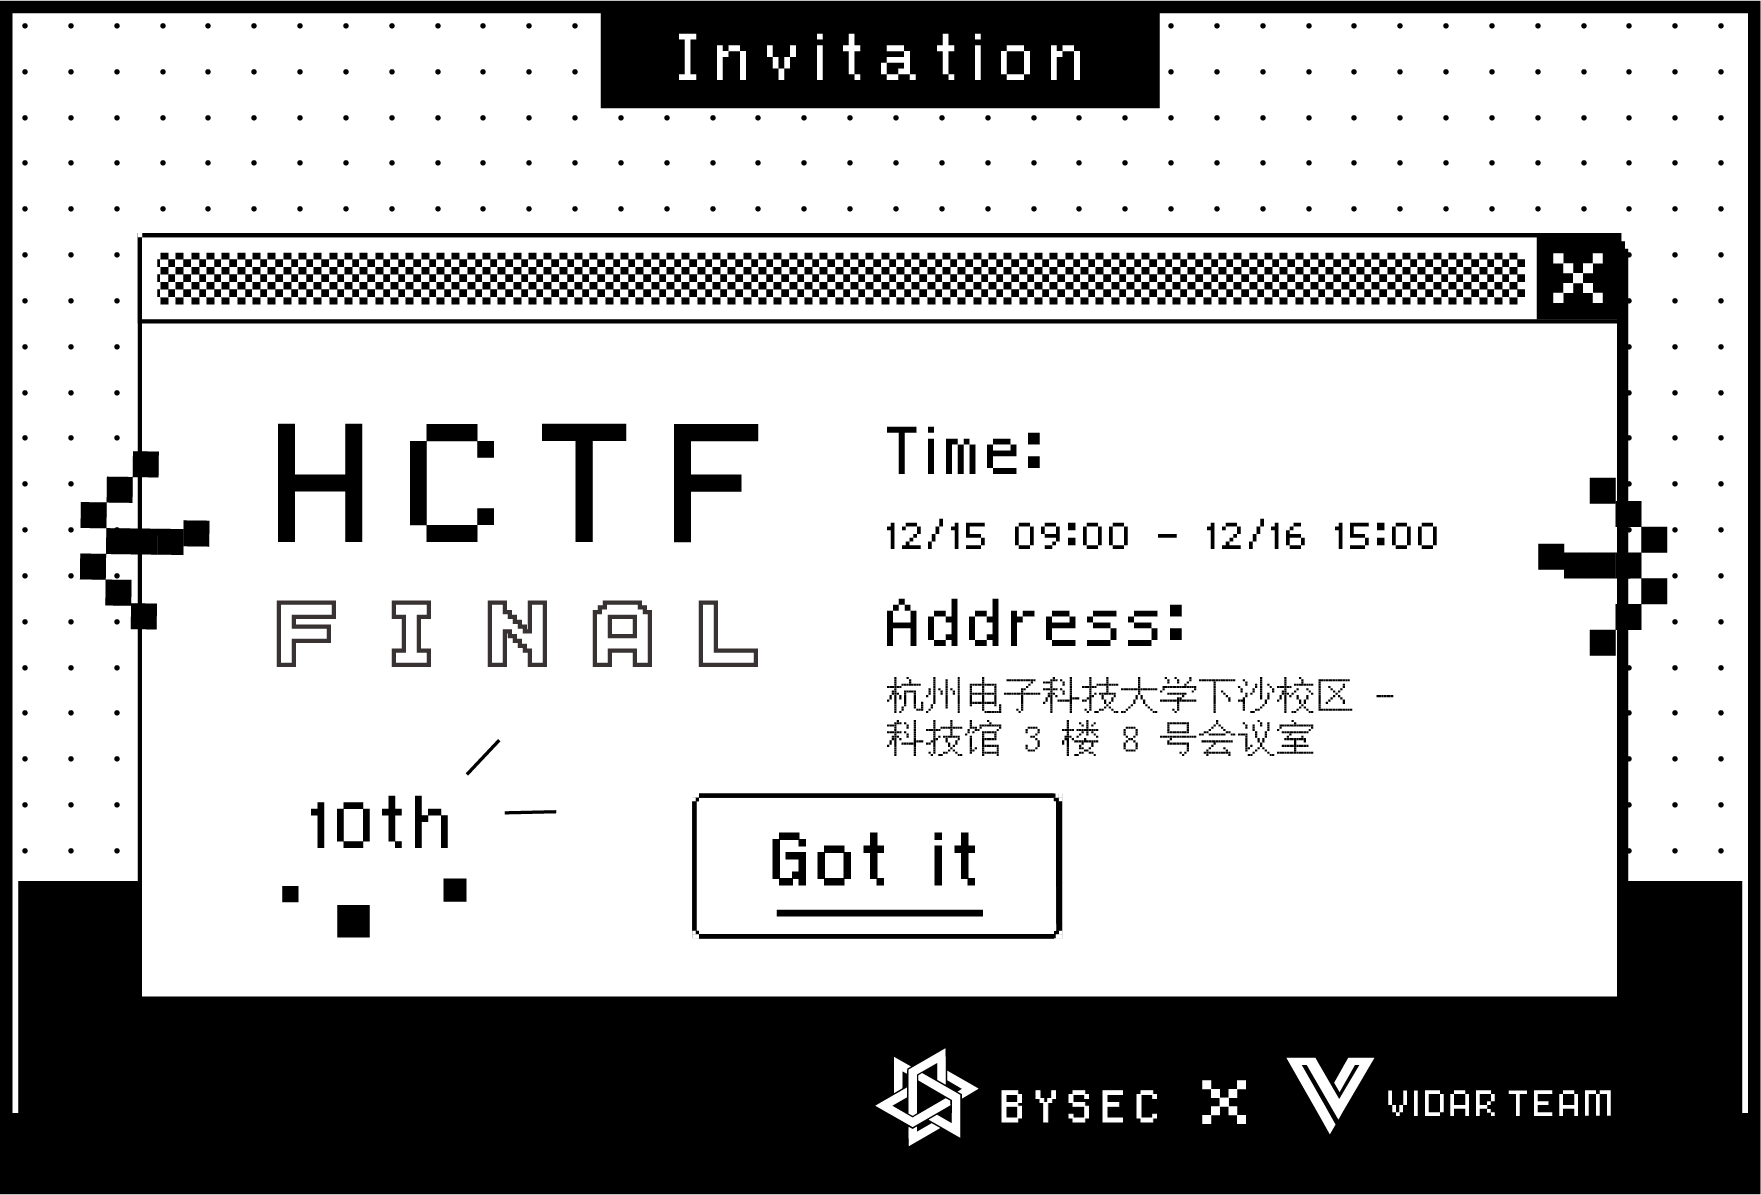 Invitation
HCTF
FINAL
10th
Time:
12/15 09:00 - 12/16 15:00
Address:
杭州电子科技大学下沙校区 -
科技馆 3 楼 8 号会议室
Got it
BYSEC X VIDAR TEAM